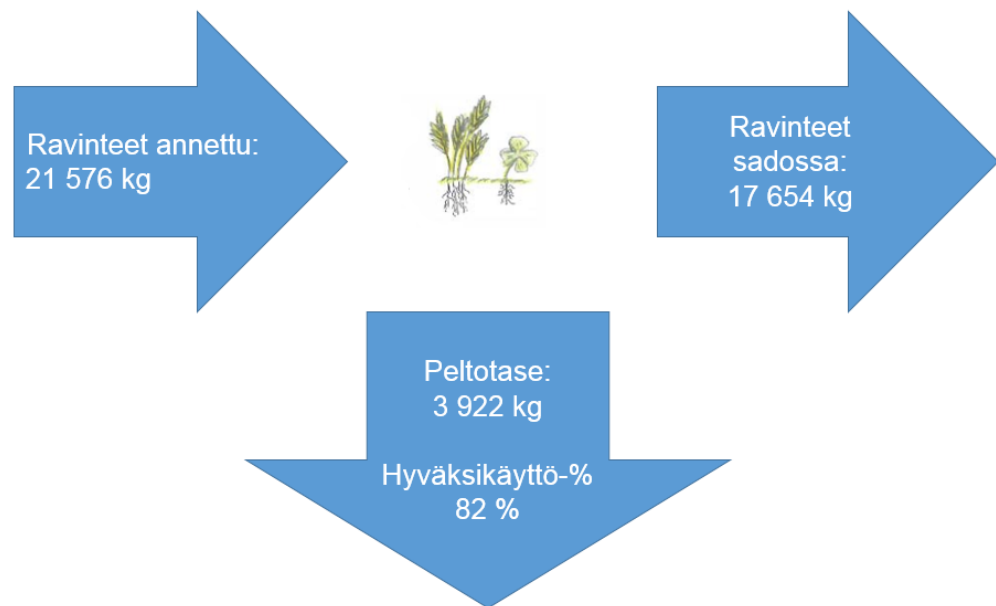 Ravinteet annettu:
21 576 kg
Ravinteet
sadossa:
17 654 kg
Peltotase:
3 922 kg
Hyväksikäyttö-%
82 %